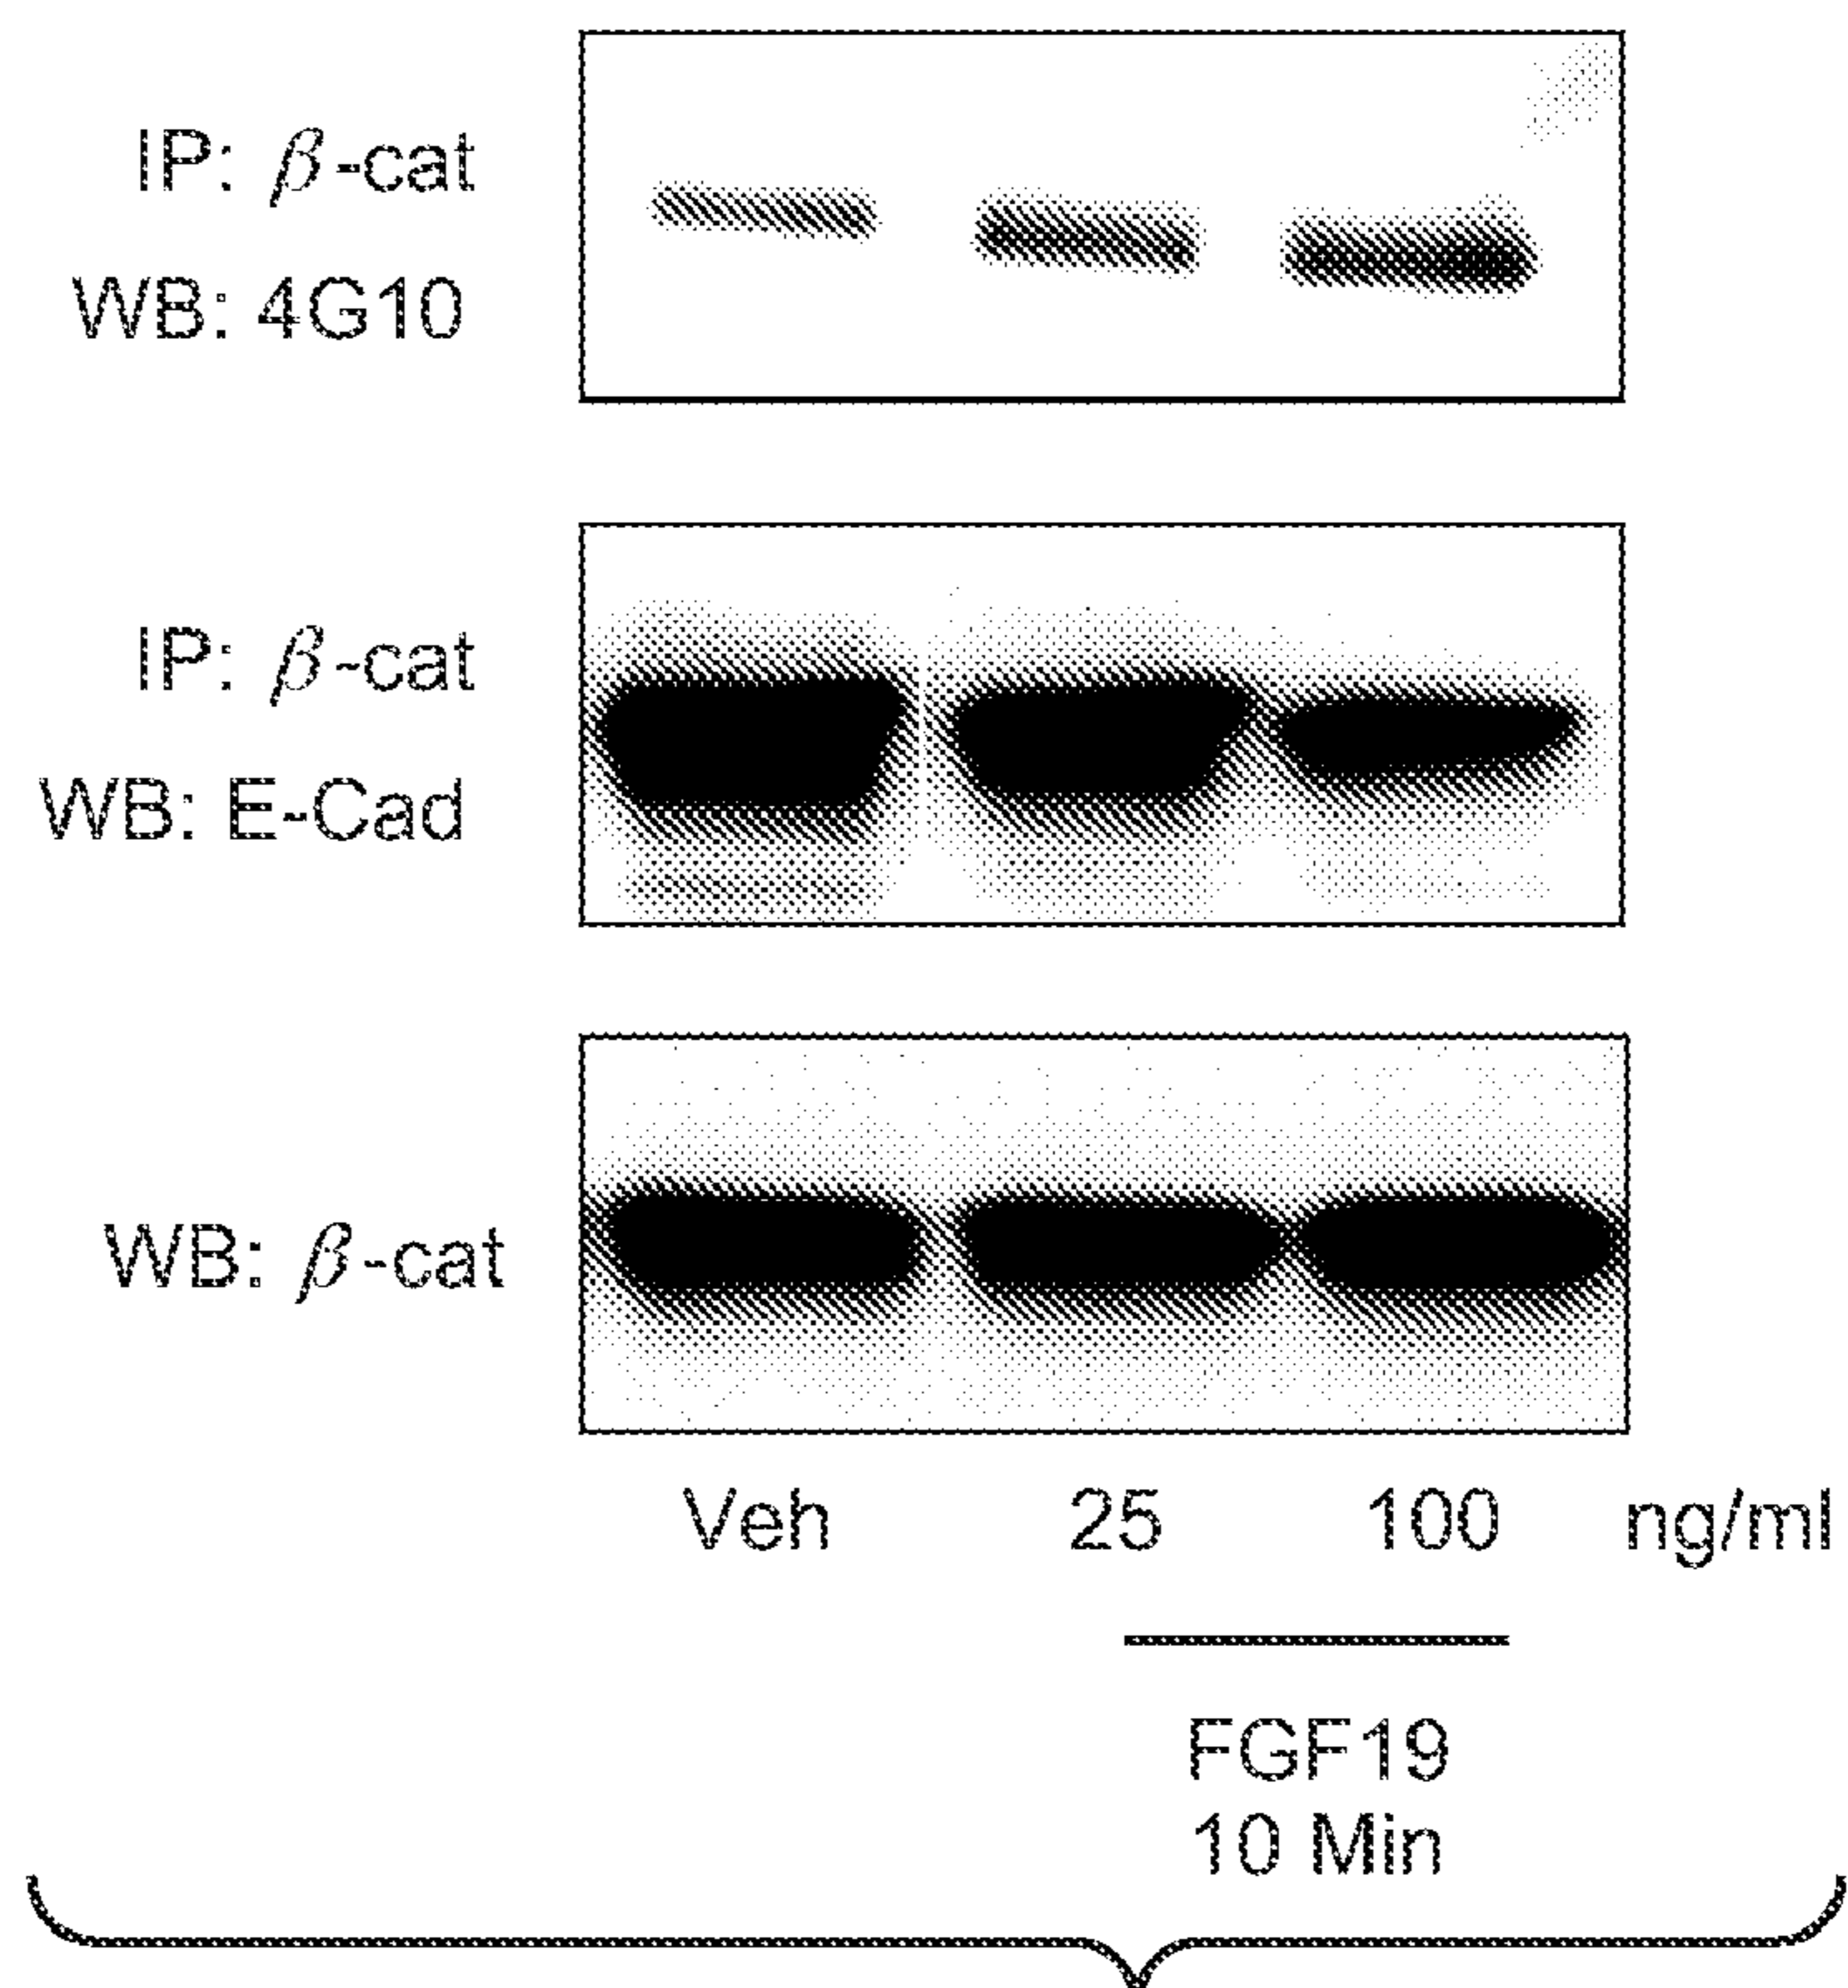 IP: β-cat
WB: 4G10
IP: β-cat
WB: E-Cad
WB: β-cat
Veh 25 100 ng/ml
FGF19
10 Min